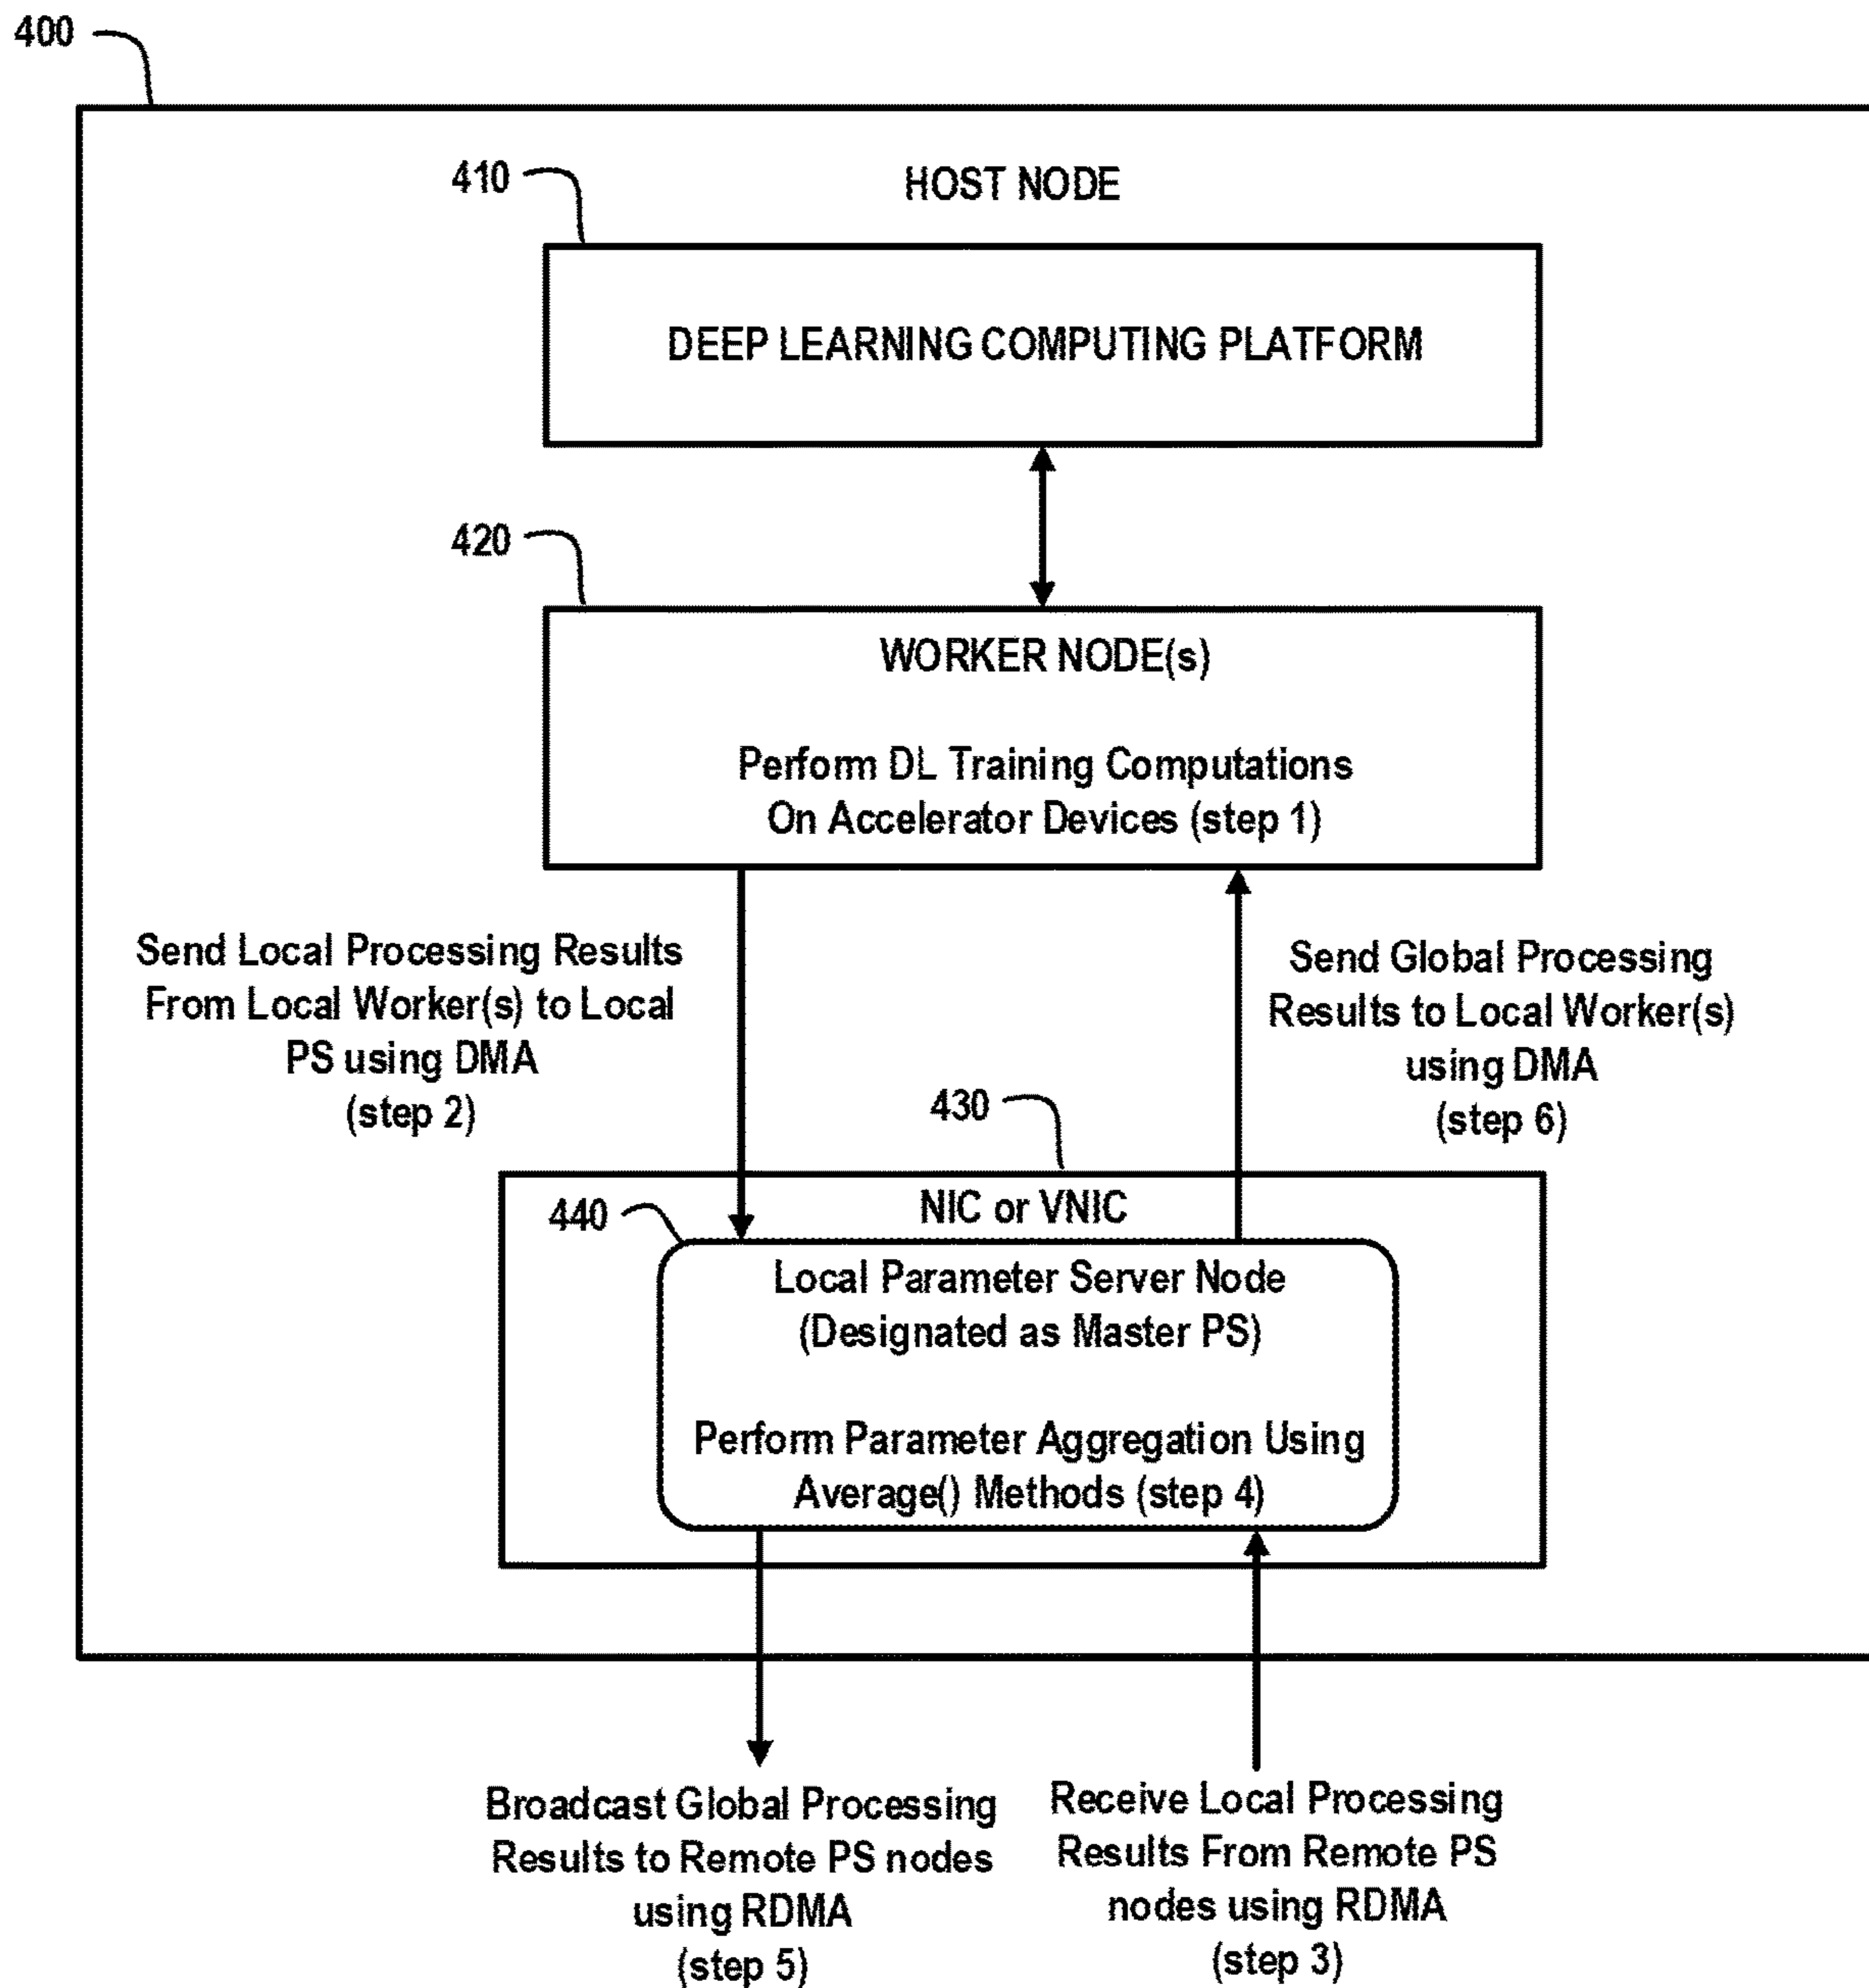 400
410
HOST NODE
DEEP LEARNING COMPUTING PLATFORM
420
WORKER NODE(s)
Perform DL Training Computations
On Accelerator Devices (step 1)
Send Local Processing Results
From Local Worker(s) to Local
PS using DMA
(step 2)
Send Global Processing
Results to Local Worker(s)
using DMA
(step 6)
430
NIC or VNIC
440
Local Parameter Server Node
(Designated as Master PS)
Perform Parameter Aggregation Using
Average() Methods (step 4)
Broadcast Global Processing
Results to Remote PS nodes
using RDMA
(step 5)
Receive Local Processing
Results From Remote PS
nodes using RDMA
(step 3)